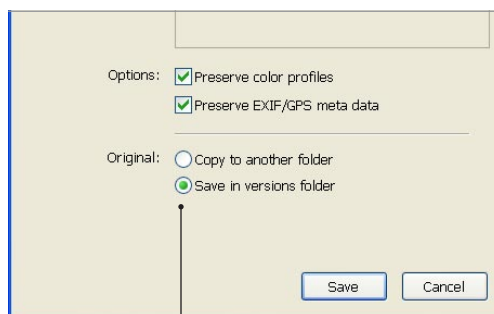 Options: Preserve color profiles
Preserve EXIF/GPS meta data
Original: Copy to another folder
Save in versions folder
Save Cancel